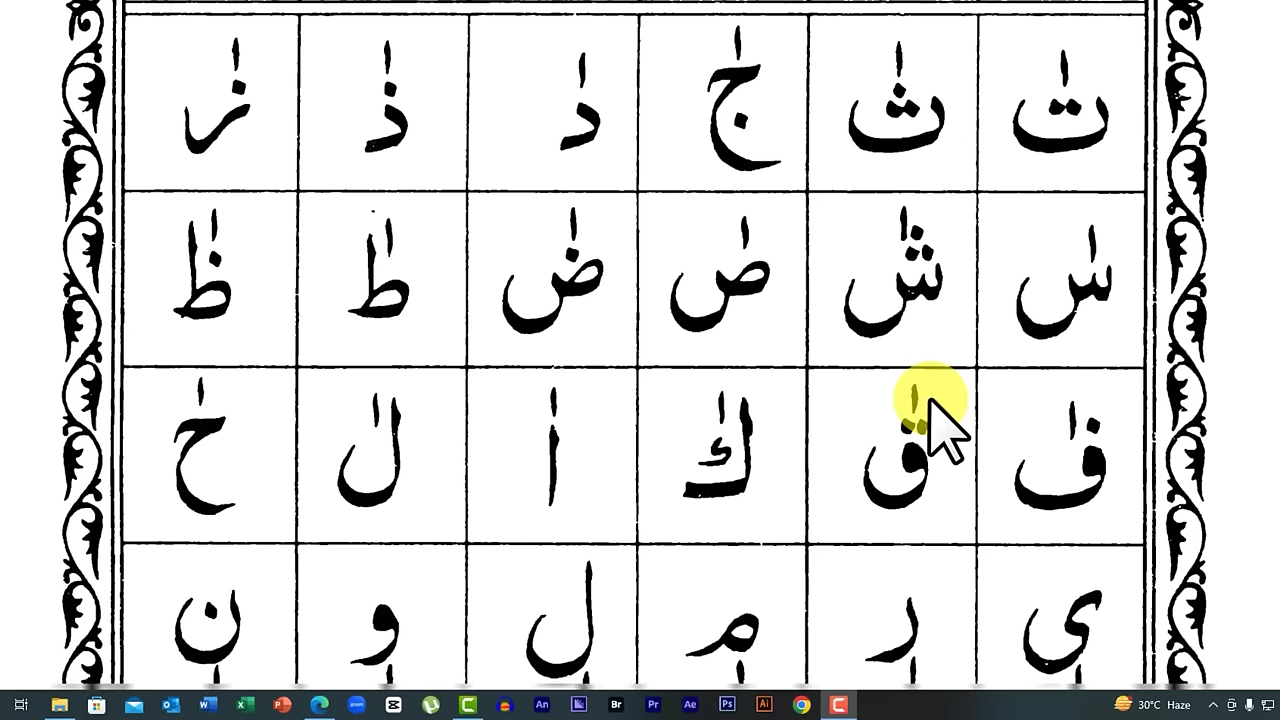 تٰ ثٰ جٰ دٰ ذٰ زٰ
سٰ شٰ صٰ ضٰ طٰ ظٰ
فٰ قٰ كٰ اٰ لٰ حٰ
یٖ رٖ مٖ لٖ وٖ نٖ
30°C Haze